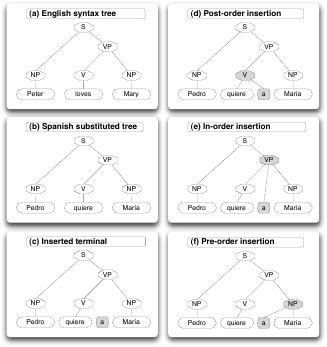 (a) English syntax tree
S
VP
NP V NP
Peter loves Mary
(b) Spanish substituted tree
S
VP
NP V NP
Pedro quiere Maria
(c) Inserted terminal
S
VP
NP V NP
Pedro quiere a Maria
(d) Post-order insertion
S
VP
NP V NP
Pedro quiere a Maria
(e) In-order insertion
S
VP
NP V NP
Pedro quiere a Maria
(f) Pre-order insertion
S
VP
NP V NP
Pedro quiere a Maria